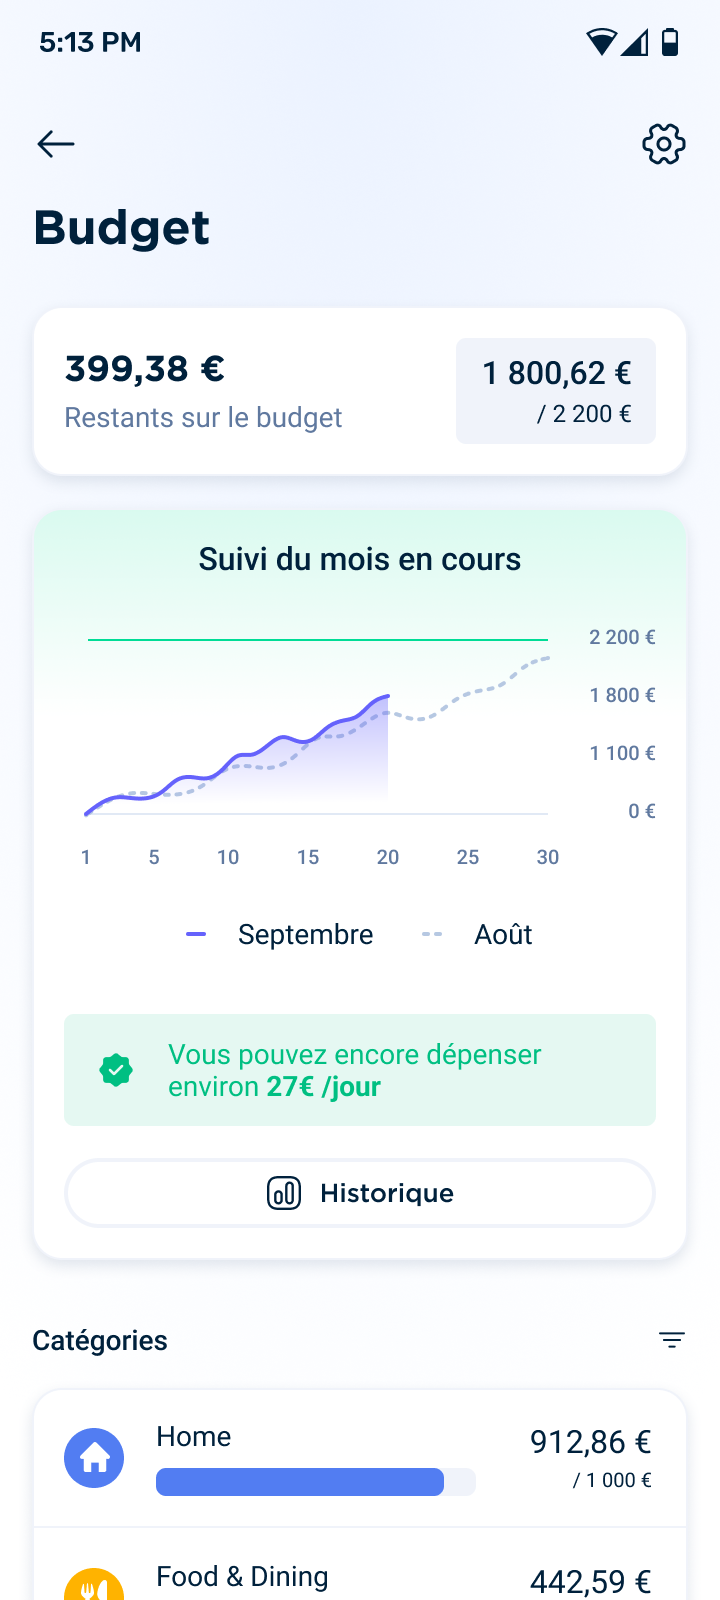 5:13 PM
Budget
399,38 €
Restants sur le budget
1 800,62 €
/ 2 200 €
Suivi du mois en cours
2 200 €
1 800 €
1 100 €
0 €
1 5 10 15 20 25 30
Septembre Août
Vous pouvez encore dépenser
environ 27€ /jour
Historique
Catégories
Home
912,86 €
/ 1 000 €
Food & Dining
442,59 €